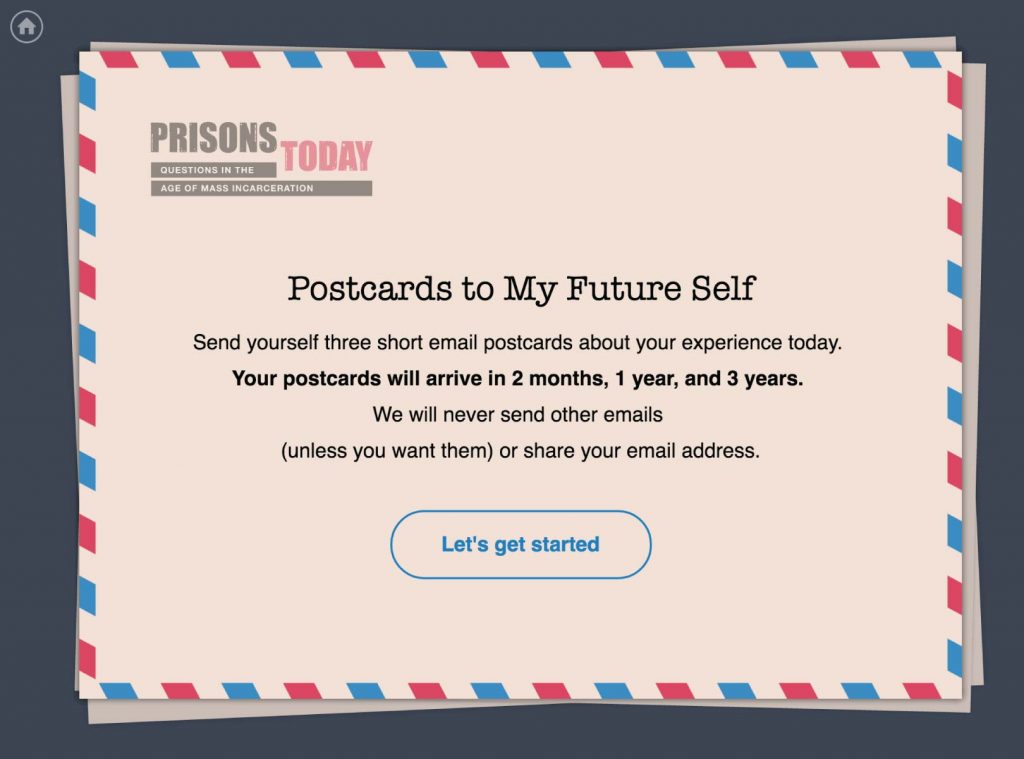 PRISONS
TODAY
QUESTIONS IN THE
AGE OF MASS INCARCERATION
Postcards to My Future Self
Send yourself three short email postcards about your experience today.
Your postcards will arrive in 2 months, 1 year, and 3 years.
We will never send other emails
(unless you want them) or share your email address.
Let's get started